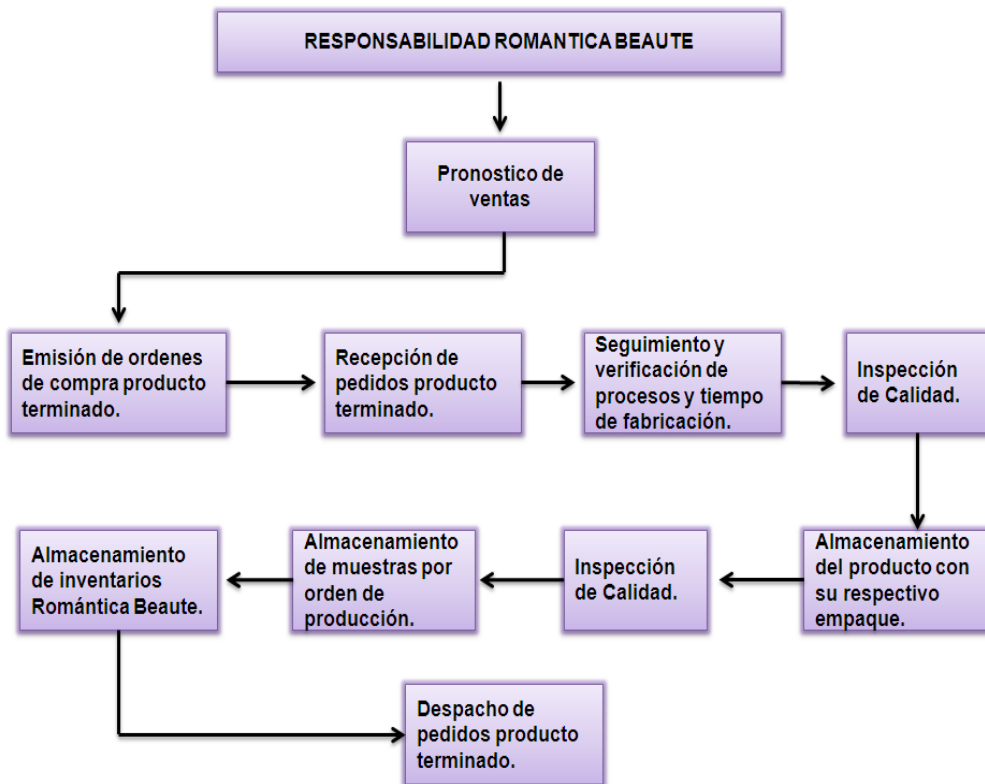 RESPONSABILIDAD ROMANTICA BEAUTE
Pronostico de
ventas
Emisión de ordenes
de compra producto
terminado.
Recepción de
pedidos producto
terminado.
Seguimiento y
verificación de
procesos y tiempo
de fabricación.
Inspección
de Calidad.
Almacenamiento
del producto con
su respectivo
empaque.
Inspección
de Calidad.
Almacenamiento
de muestras por
orden de
producción.
Almacenamiento
de inventarios
Romántica Beaute.
Despacho de
pedidos producto
terminado.